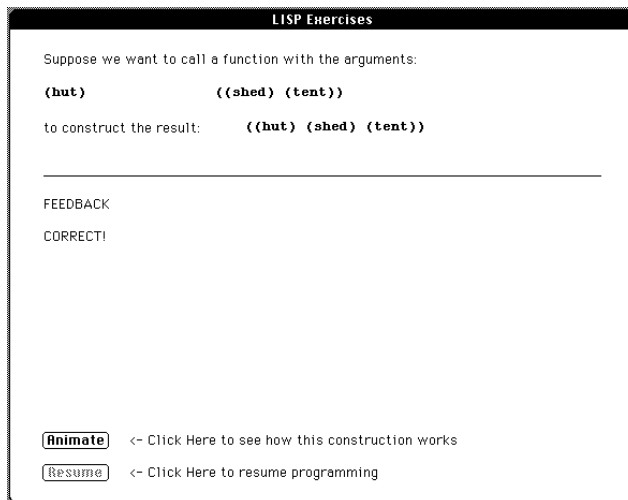 LISP Exercises
Suppose we want to call a function with the arguments:
(hut) ((shed) (tent))
to construct the result: ((hut) (shed) (tent))
FEEDBACK
CORRECT!
Animate <- Click Here to see how this construction works
Resume <- Click Here to resume programming